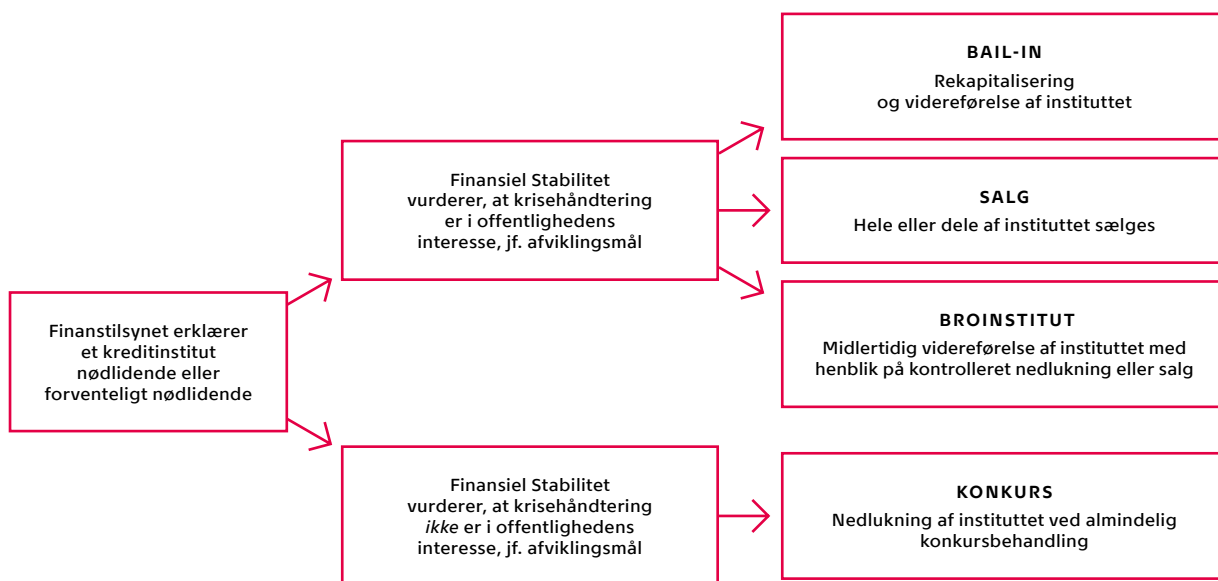 Finanstilsynet erklærer
et kreditinstitut
nødlidende eller
forventeligt nødlidende
Finansiel Stabilitet
vurderer, at krisehåndtering
er i offentlighedens
interesse, jf. afviklingsmål
BAIL-IN
Rekapitalisering
og videreførelse af instituttet
SALG
Hele eller dele af instituttet sælges
BROINSTITUT
Midlertidig videreførelse af instituttet med
henblik på kontrolleret nedlukning eller salg
Finansiel Stabilitet
vurderer, at krisehåndtering
ikke er i offentlighedens
interesse, jf. afviklingsmål
KONKURS
Nedlukning af instituttet ved almindelig
konkursbehandling